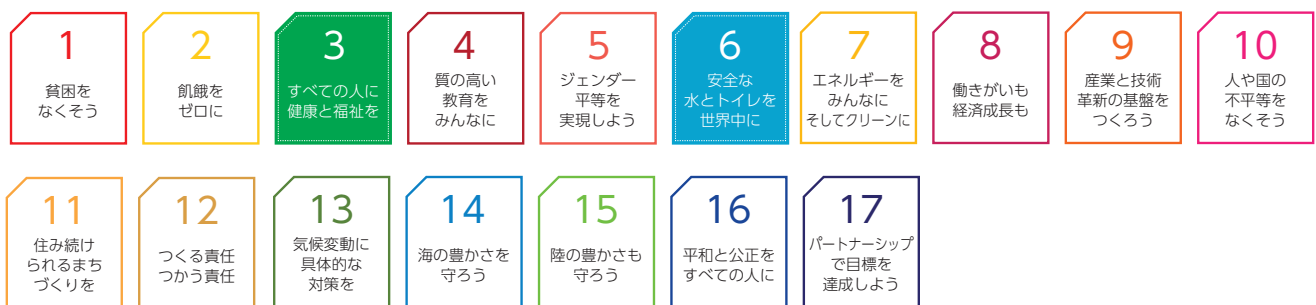 1
貧困を
なくそう
2
飢餓を
ゼロに
3
すべての人に
健康と福祉を
4
質の高い
教育を
みんなに
5
ジェンダー
平等を
実現しよう
6
安全な
水とトイレを
世界中に
7
エネルギーを
みんなに
そしてクリーンに
8
働きがいも
経済成長も
9
産業と技術
革新の基盤を
つくろう
10
人や国の
不平等を
なくそう
11
住み続け
られるまち
づくりを
12
つくる責任
つかう責任
13
気候変動に
具体的な
対策を
14
海の豊かさを
守ろう
15
陸の豊かさも
守ろう
16
平和と公正を
すべての人に
17
パートナーシップ
で目標を
達成しよう